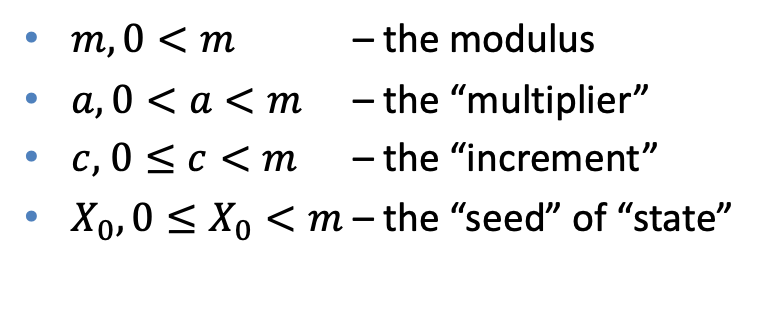 • m, 0 < m – the modulus
• a, 0 < a < m – the “multiplier”
• c, 0 ≤ c < m – the “increment”
• X₀, 0 ≤ X₀ < m – the “seed” of “state”